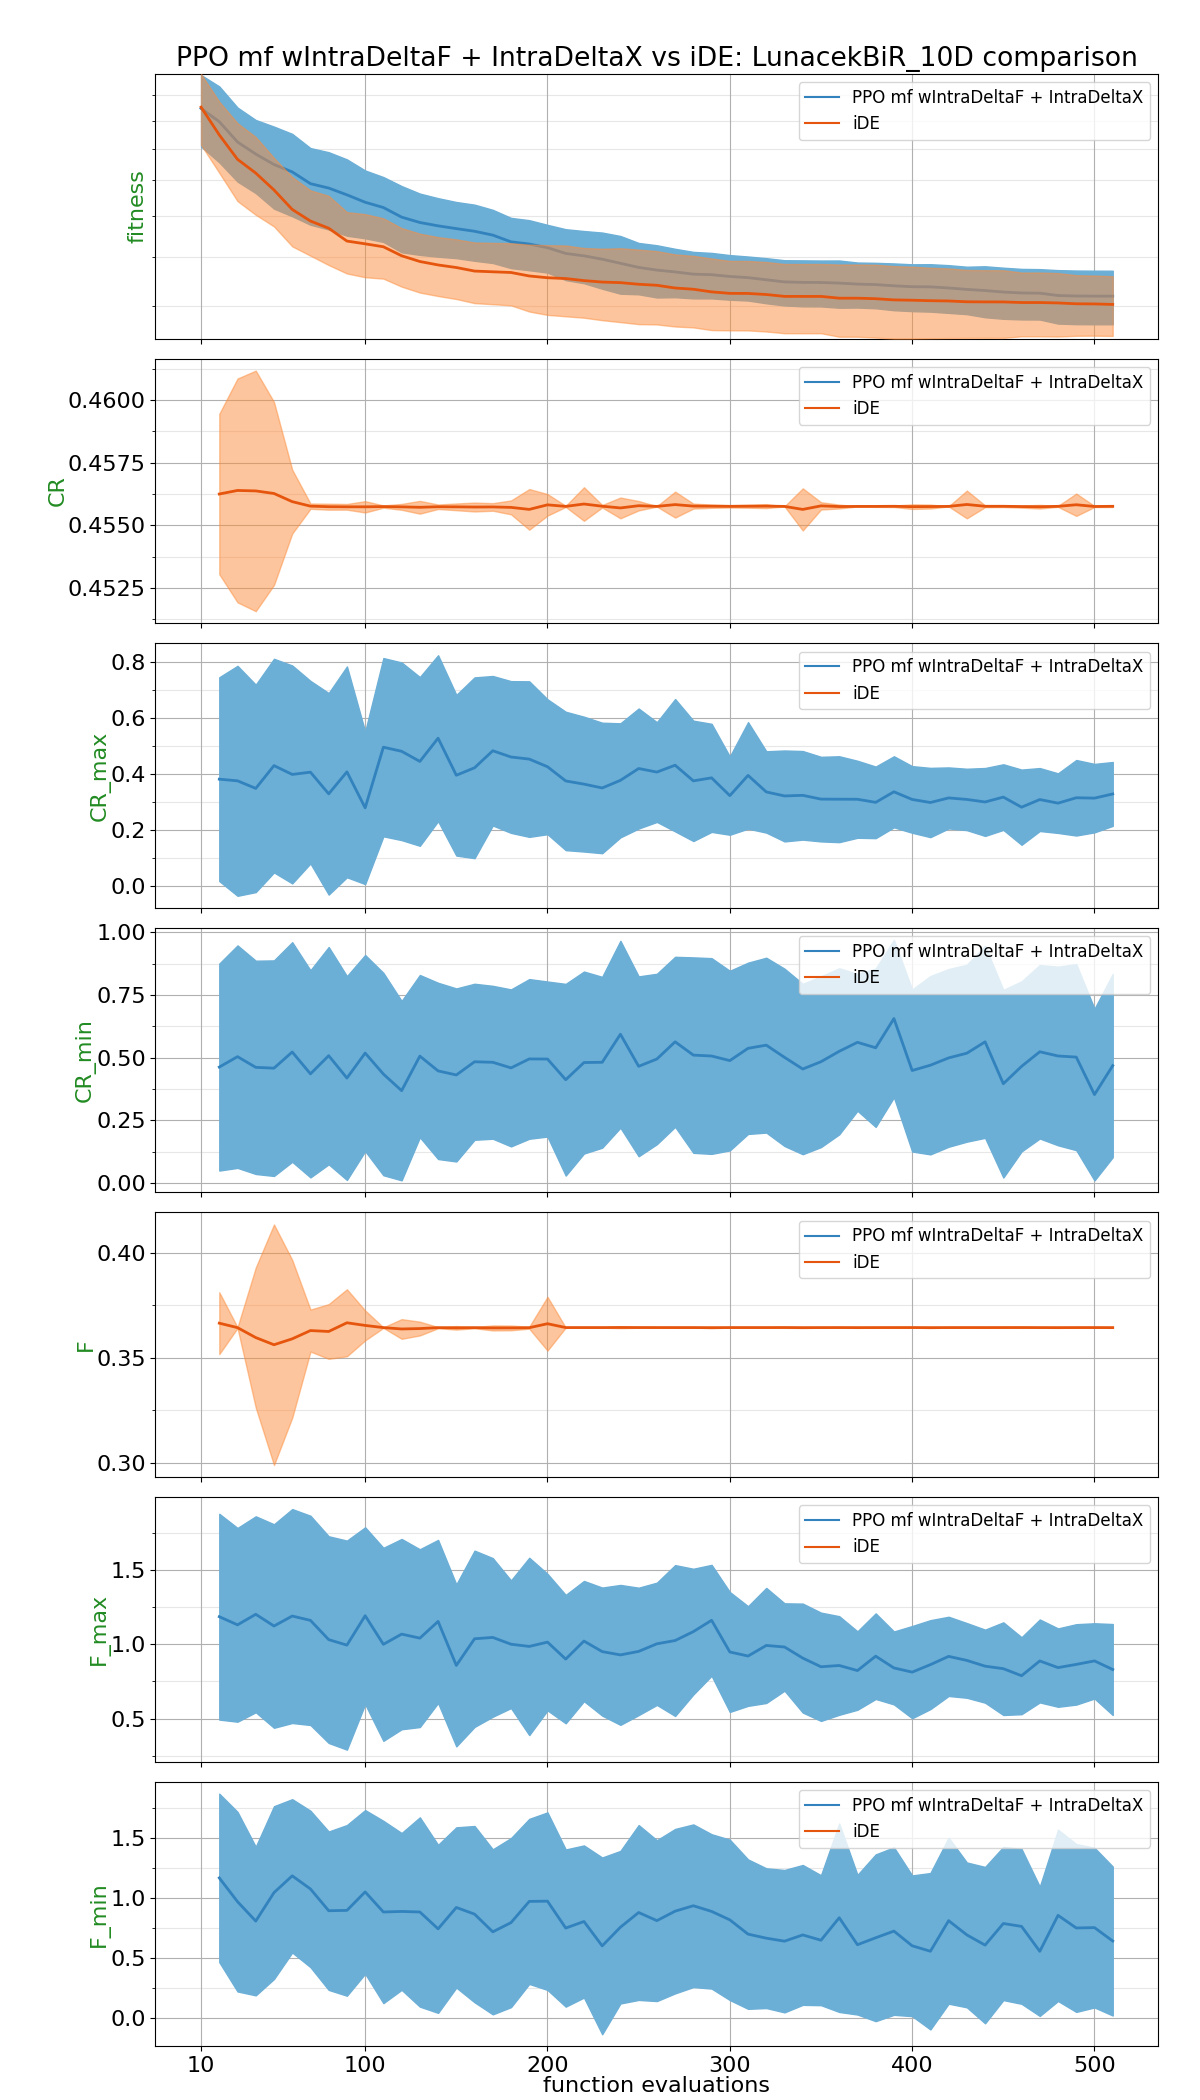 PPO mf wIntraDeltaF + IntraDeltaX vs iDE: LunacekBiR_10D comparison
PPO mf wIntraDeltaF + IntraDeltaX
iDE
fitness
PPO mf wIntraDeltaF + IntraDeltaX
iDE
0.4600
0.4575
0.4550
0.4525
CR
PPO mf wIntraDeltaF + IntraDeltaX
iDE
0.8
0.6
0.4
0.2
0.0
CR_max
PPO mf wIntraDeltaF + IntraDeltaX
iDE
1.00
0.75
0.50
0.25
0.00
CR_min
PPO mf wIntraDeltaF + IntraDeltaX
iDE
0.40
0.35
0.30
F
PPO mf wIntraDeltaF + IntraDeltaX
iDE
1.5
1.0
0.5
F_max
PPO mf wIntraDeltaF + IntraDeltaX
iDE
1.5
1.0
0.5
0.0
F_min
10 100 200 300 400 500
function evaluations